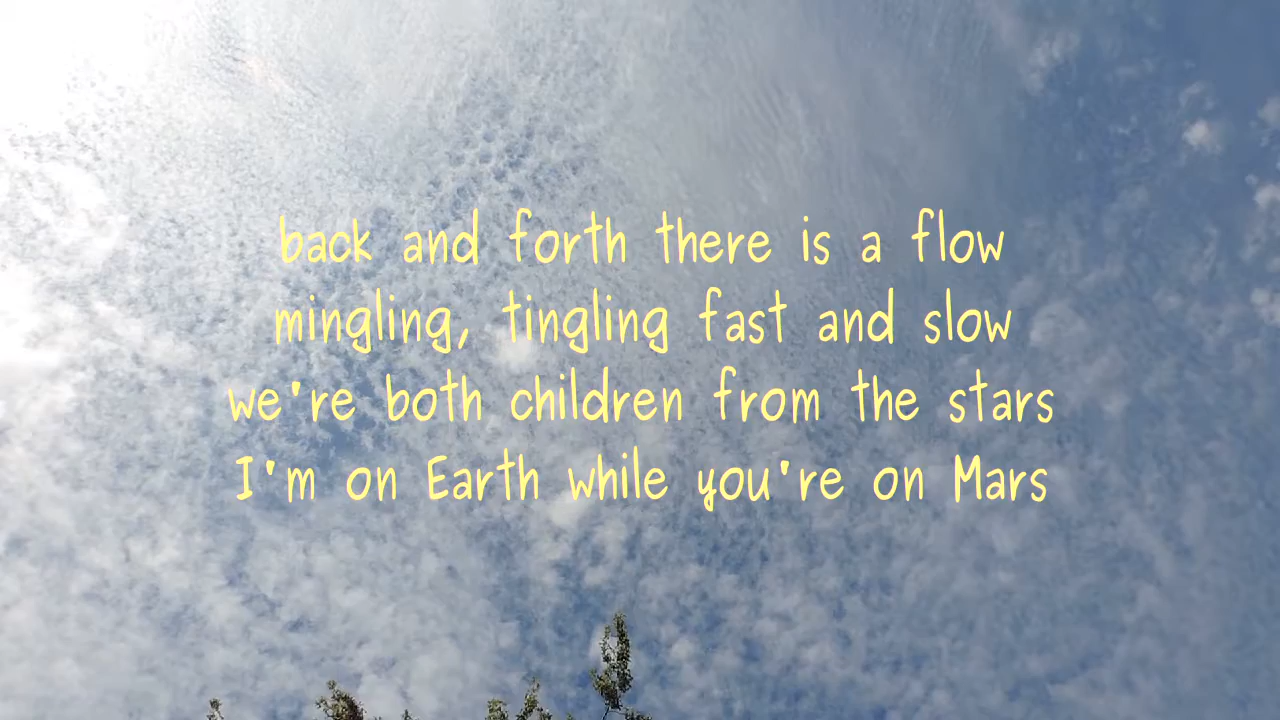 back and forth there is a flow
mingling, tingling fast and slow
we're both children from the stars
I'm on Earth while you're on Mars